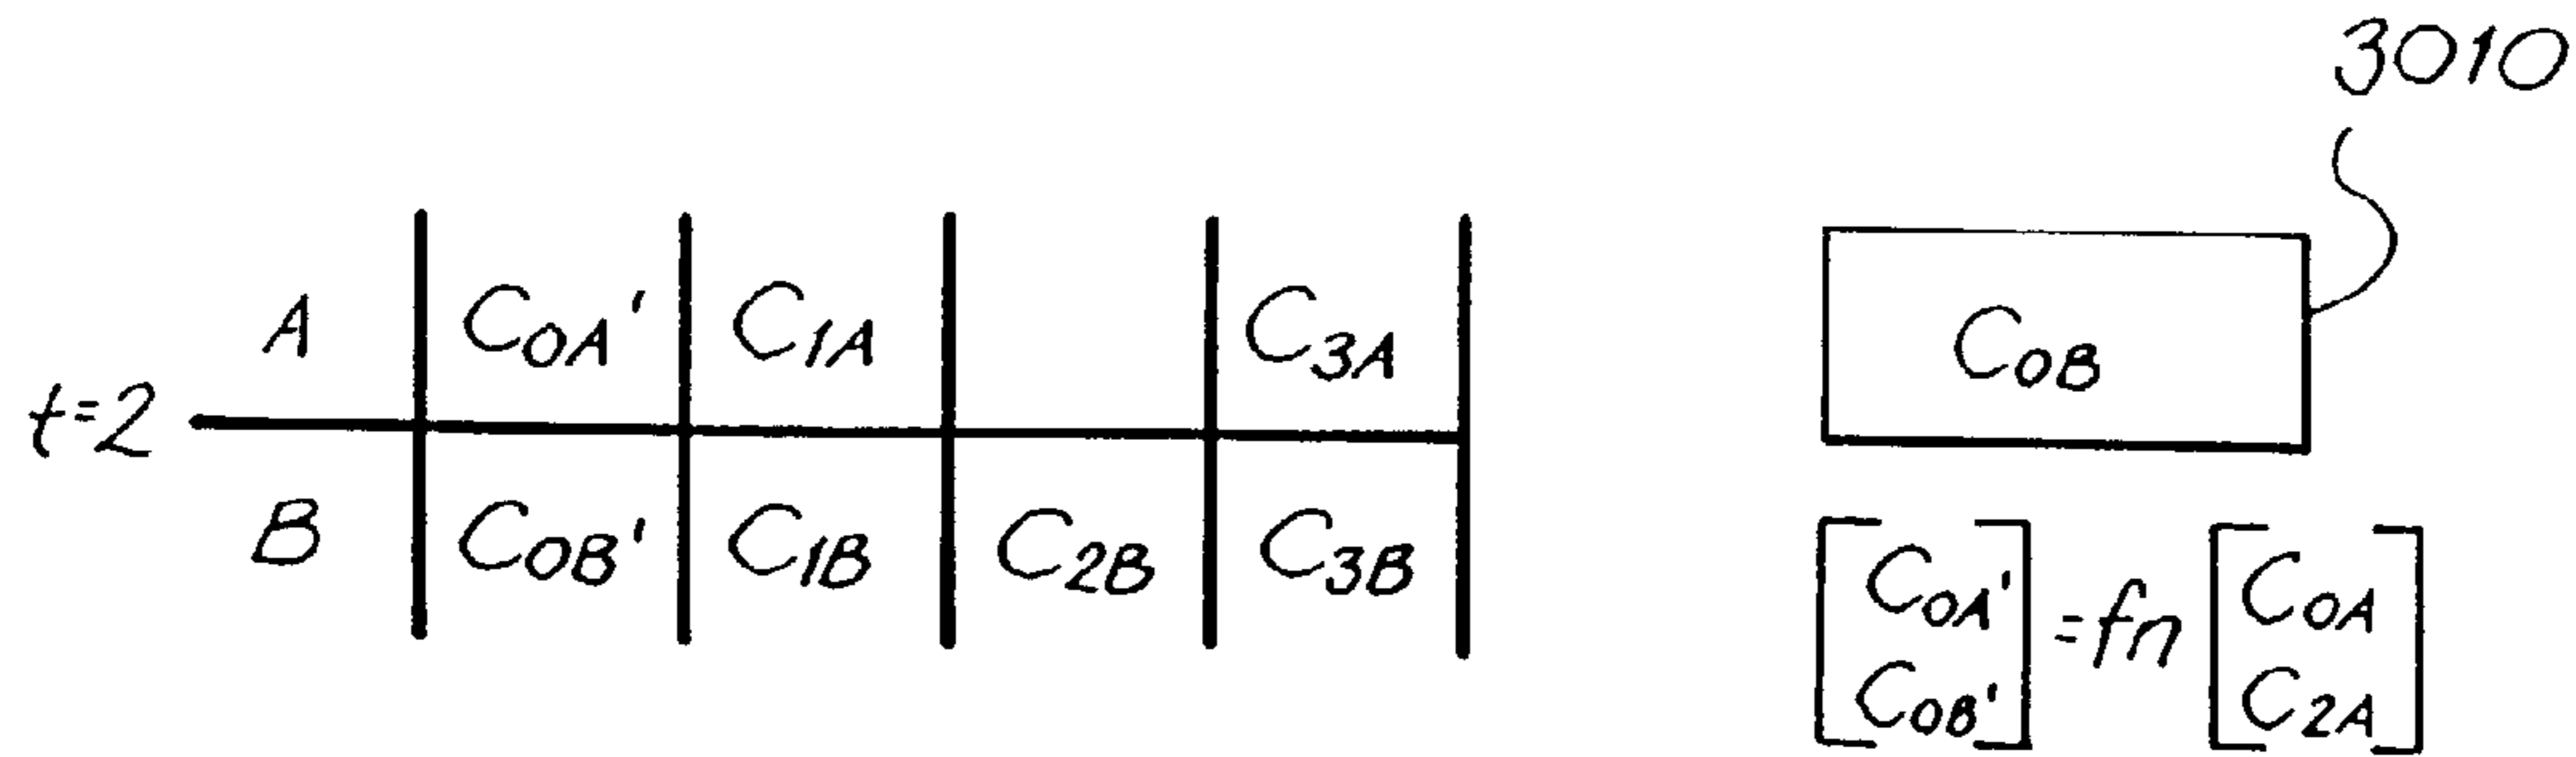 3010
A C0A' C1A C3A
C0B
t=2
B C0B' C1B C2B C3B
[C0A' C0B'] = fn [C0A C2A]